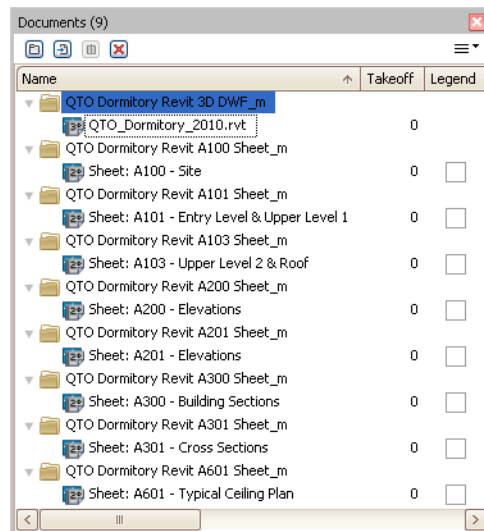 Documents (9)
Name Takeoff Legend
QTO Dormitory Revit 3D DWF_m
QTO_Dormitory_2010.rvt 0
QTO Dormitory Revit A100 Sheet_m
Sheet: A100 - Site 0
QTO Dormitory Revit A101 Sheet_m
Sheet: A101 - Entry Level & Upper Level 1 0
QTO Dormitory Revit A103 Sheet_m
Sheet: A103 - Upper Level 2 & Roof 0
QTO Dormitory Revit A200 Sheet_m
Sheet: A200 - Elevations 0
QTO Dormitory Revit A201 Sheet_m
Sheet: A201 - Elevations 0
QTO Dormitory Revit A300 Sheet_m
Sheet: A300 - Building Sections 0
QTO Dormitory Revit A301 Sheet_m
Sheet: A301 - Cross Sections 0
QTO Dormitory Revit A601 Sheet_m
Sheet: A601 - Typical Ceiling Plan 0